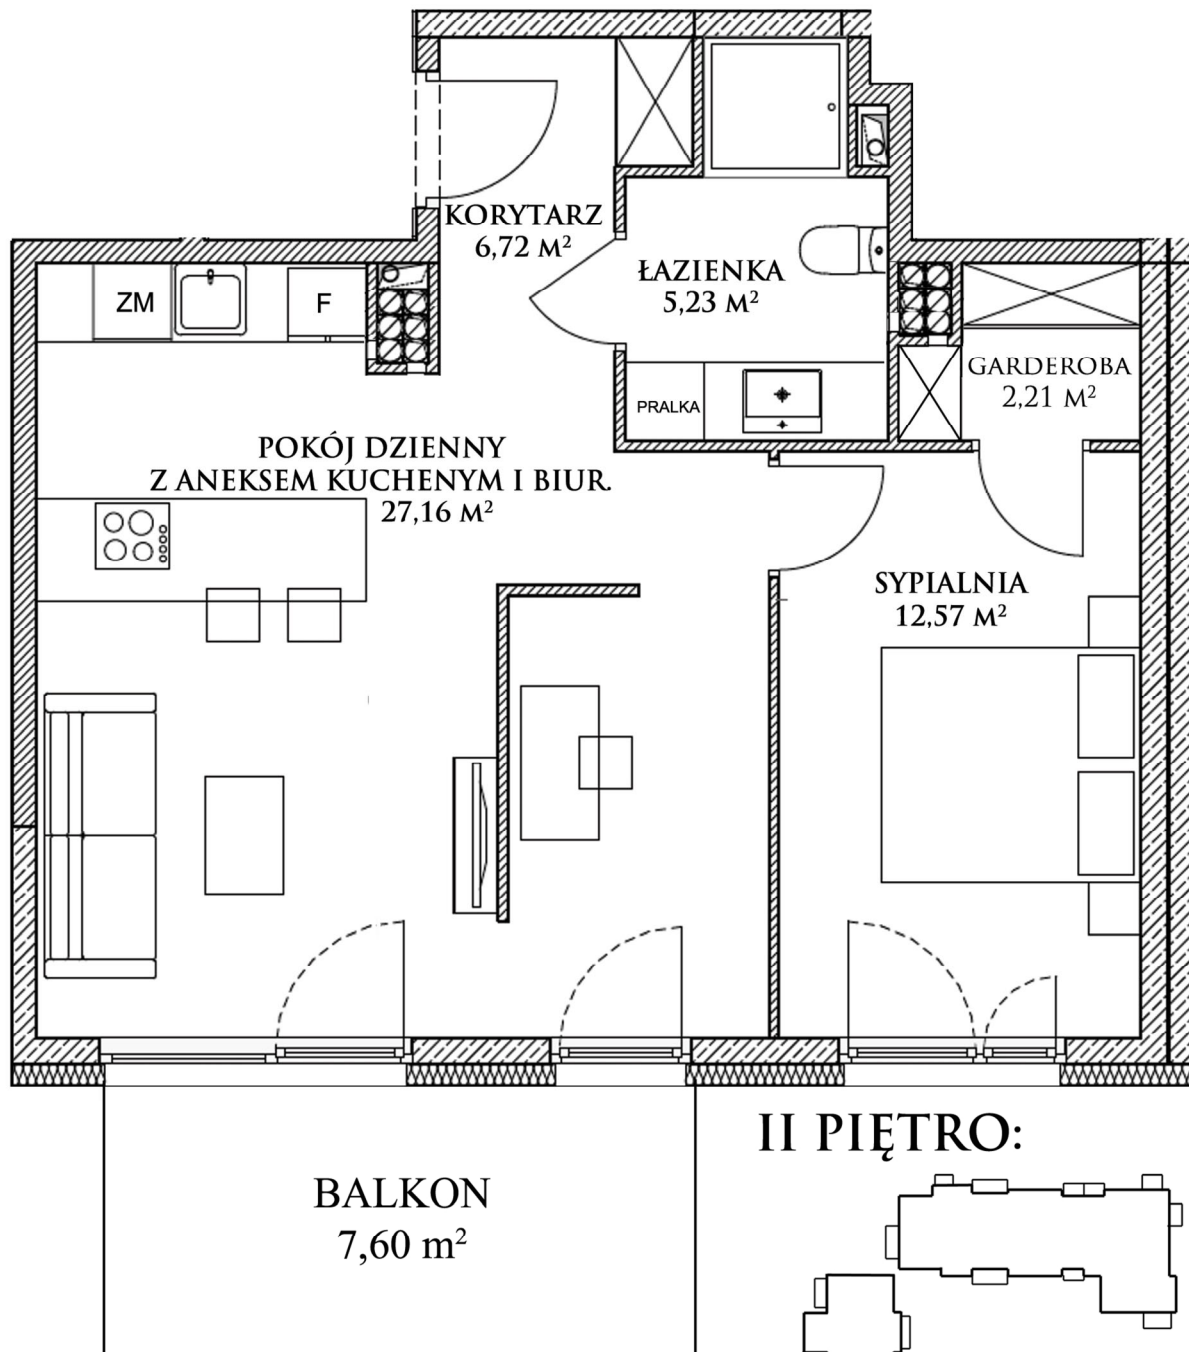 KORYTARZ
6,72 M²
ŁAZIENKA
5,23 M²
ZM
F
GARDEROBA
2,21 M²
PRALKA
POKÓJ DZIENNY
Z ANEKSEM KUCHENYM I BIUR.
27,16 M²
SYPIALNIA
12,57 M²
II PIĘTRO:
BALKON
7,60 m²